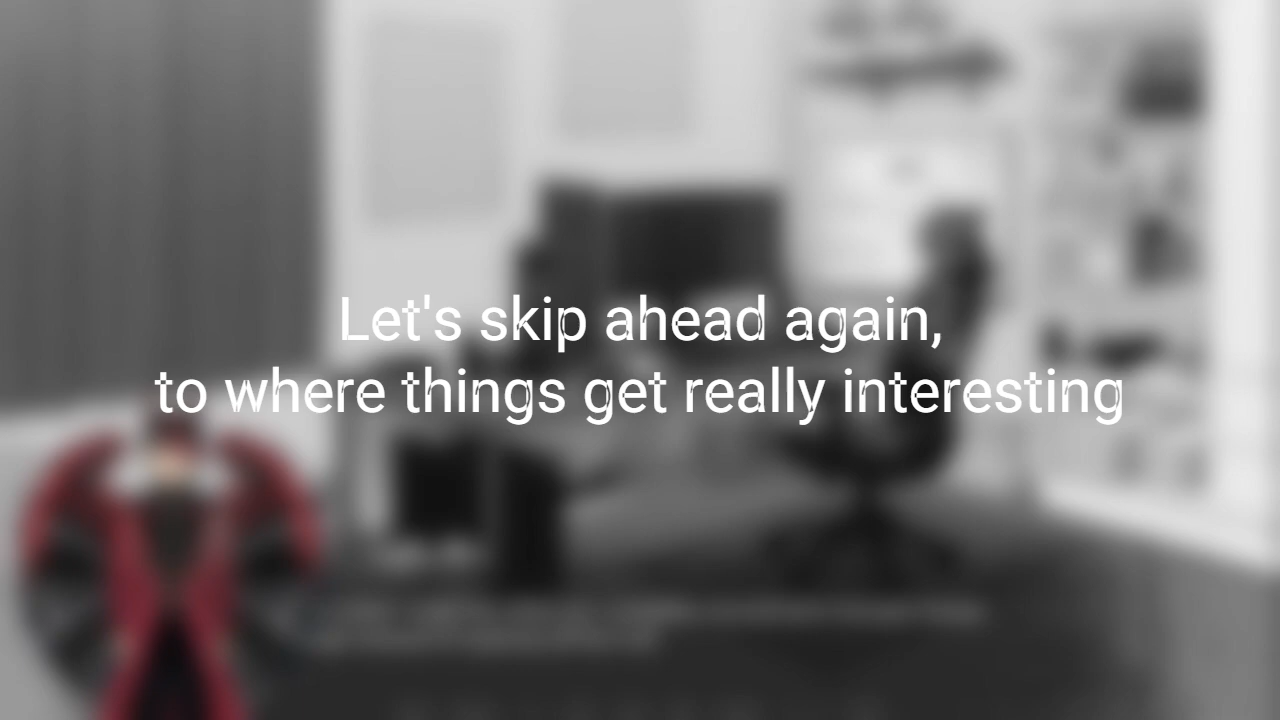 Let's skip ahead again,
to where things get really interesting